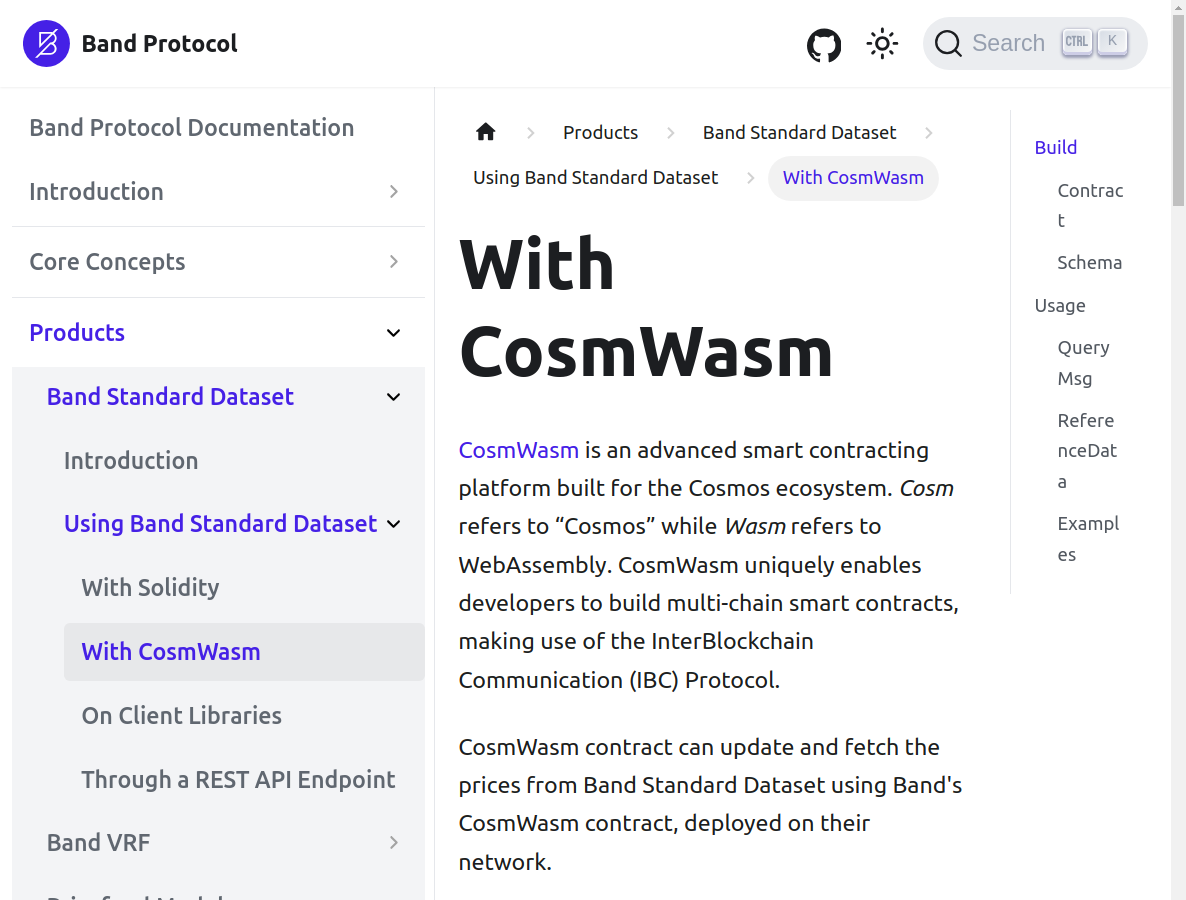 Band Protocol
Search
CTRL
K
Band Protocol Documentation
Introduction
Core Concepts
Products
Band Standard Dataset
Introduction
Using Band Standard Dataset
With Solidity
With CosmWasm
On Client Libraries
Through a REST API Endpoint
Band VRF
Products
Band Standard Dataset
Using Band Standard Dataset
With CosmWasm
With
CosmWasm
CosmWasm is an advanced smart contracting
platform built for the Cosmos ecosystem. Cosm
refers to “Cosmos” while Wasm refers to
WebAssembly. CosmWasm uniquely enables
developers to build multi-chain smart contracts,
making use of the InterBlockchain
Communication (IBC) Protocol.
CosmWasm contract can update and fetch the
prices from Band Standard Dataset using Band's
CosmWasm contract, deployed on their
network.
Build
Contrac
t
Schema
Usage
Query
Msg
Refere
nceDat
a
Exampl
es